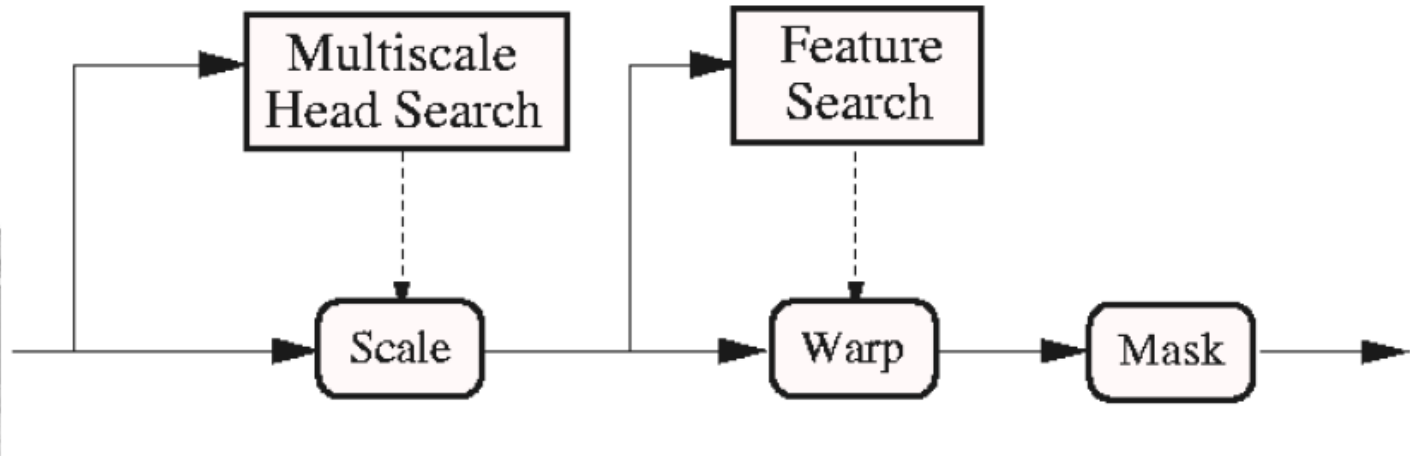 Multiscale
Head Search
Feature
Search
Scale
Warp
Mask